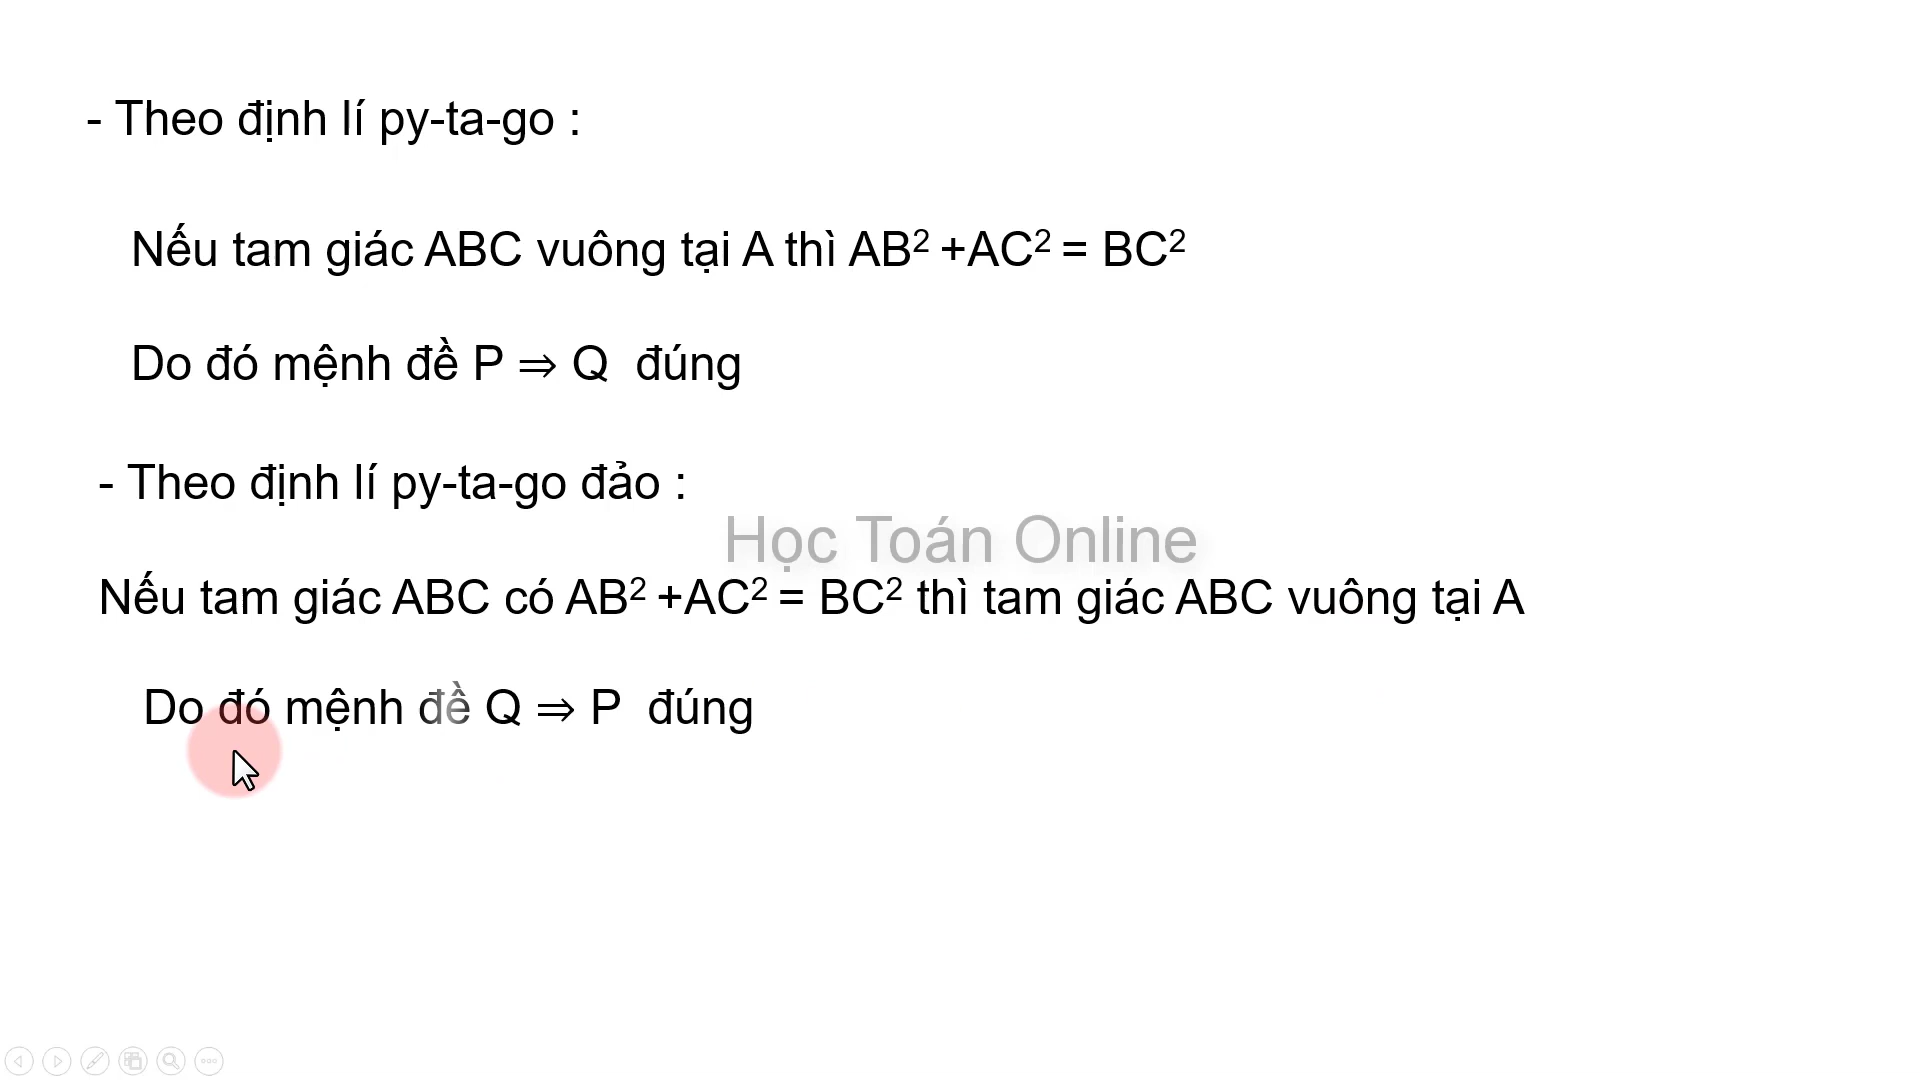 - Theo định lí py-ta-go :
Nếu tam giác ABC vuông tại A thì AB² +AC² = BC²
Do đó mệnh đề P ⇒ Q đúng
- Theo định lí py-ta-go đảo :
Học Toán Online
Nếu tam giác ABC có AB² +AC² = BC² thì tam giác ABC vuông tại A
Do đó mệnh đề Q ⇒ P đúng